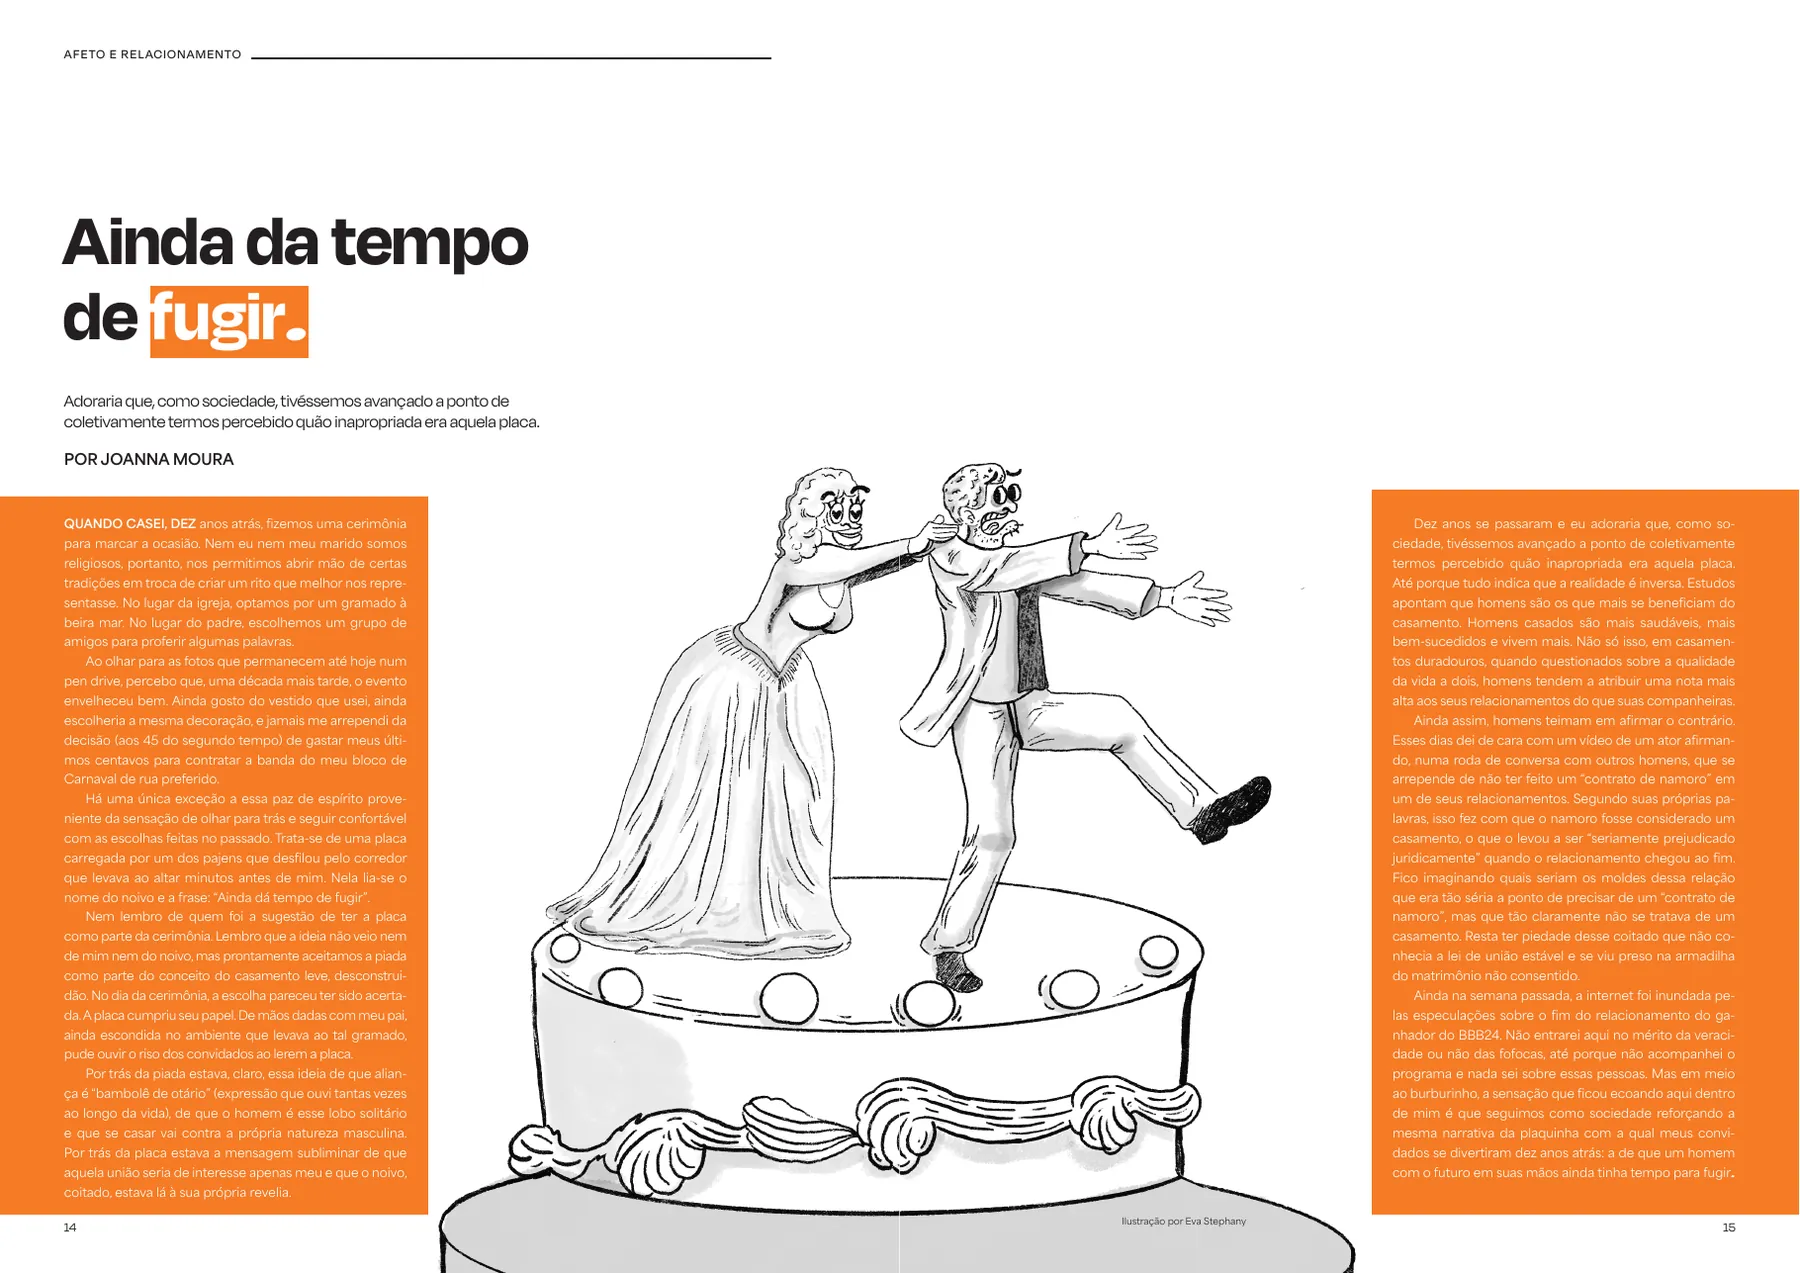 AFETO E RELACIONAMENTO
Ainda da tempo
de fugir.
Adoraria que, como sociedade, tivéssemos avançado a ponto de
coletivamente termos percebido quão inapropriada era aquela placa.
POR JOANNA MOURA
QUANDO CASEI, DEZ anos atrás, fizemos uma cerimônia
para marcar a ocasião. Nem eu nem meu marido somos
religiosos, portanto, nos permitimos abrir mão de certas
tradições em troca de criar um rito que melhor nos repre-
sentasse. No lugar da igreja, optamos por um gramado à
beira mar. No lugar do padre, escolhemos um grupo de
amigos para proferir algumas palavras.
Ao olhar para as fotos que permanecem até hoje num
pen drive, percebo que, uma década mais tarde, o evento
envelheceu bem. Ainda gosto do vestido que usei, ainda
escolheria a mesma decoração, e jamais me arrependi da
decisão (aos 45 do segundo tempo) de gastar meus últi-
mos centavos para contratar a banda do meu bloco de
Carnaval de rua preferido.
Há uma única exceção a essa paz de espírito prove-
niente da sensação de olhar para trás e seguir confortável
com as escolhas feitas no passado. Trata-se de uma placa
carregada por um dos pajens que desfilou pelo corredor
que levava ao altar minutos antes de mim. Nela lia-se o
nome do noivo e a frase: “Ainda dá tempo de fugir”.
Nem lembro de quem foi a sugestão de ter a placa
como parte da cerimônia. Lembro que a ideia não veio nem
de mim nem do noivo, mas prontamente aceitamos a piada
como parte do conceito do casamento leve, desconstruí-
dão. No dia da cerimônia, a escolha pareceu ter sido acerta-
da. A placa cumpriu seu papel. De mãos dadas com meu pai,
ainda escondida no ambiente que levava ao tal gramado,
pude ouvir o riso dos convidados ao lerem a placa.
Por trás da piada estava, claro, essa ideia de que alian-
ça é “bambolê de otário” (expressão que ouvi tantas vezes
ao longo da vida), de que o homem é esse lobo solitário
e que se casar vai contra a própria natureza masculina.
Por trás da placa estava a mensagem subliminar de que
aquela união seria de interesse apenas meu e que o noivo,
coitado, estava lá à sua própria revelia.
14
Dez anos se passaram e eu adoraria que, como so-
ciedade, tivéssemos avançado a ponto de coletivamente
termos percebido quão inapropriada era aquela placa.
Até porque tudo indica que a realidade é inversa. Estudos
apontam que homens são os que mais se beneficiam do
casamento. Homens casados são mais saudáveis, mais
bem-sucedidos e vivem mais. Não só isso, em casamen-
tos duradouros, quando questionados sobre a qualidade
da vida a dois, homens tendem a atribuir uma nota mais
alta aos seus relacionamentos do que suas companheiras.
Ainda assim, homens teimam em afirmar o contrário.
Esses dias dei de cara com um vídeo de um ator afirman-
do, numa roda de conversa com outros homens, que se
arrepende de não ter feito um “contrato de namoro” em
um de seus relacionamentos. Segundo suas próprias pa-
lavras, isso fez com que o namoro fosse considerado um
casamento, o que o levou a ser “seriamente prejudicado
juridicamente” quando o relacionamento chegou ao fim.
Fico imaginando quais seriam os moldes dessa relação
que era tão séria a ponto de precisar de um “contrato de
namoro”, mas que tão claramente não se tratava de um
casamento. Resta ter piedade desse coitado que não co-
nhecia a lei de união estável e se viu preso na armadilha
do matrimônio não consentido.
Ainda na semana passada, a internet foi inundada pe-
las especulações sobre o fim do relacionamento do ga-
nhador do BBB24. Não entrarei aqui no mérito da veraci-
dade ou não das fofocas, até porque não acompanhei o
programa e nada sei sobre essas pessoas. Mas em meio
ao burburinho, a sensação que ficou ecoando aqui dentro
de mim é que seguimos como sociedade reforçando a
mesma narrativa da plaquinha com a qual meus convi-
dados se divertiram dez anos atrás: a de que um homem
com o futuro em suas mãos ainda tinha tempo para fugir.
Ilustração por Eva Stephany
15